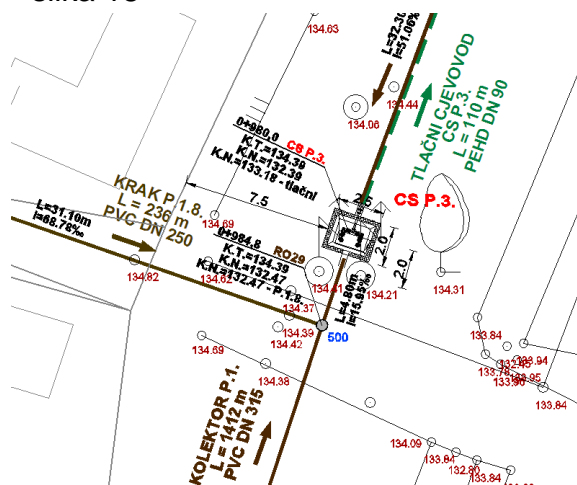 134.63
L=32.30
I=51.06‰
134.44
134.06
TLAČNI CJEVOVOD
CS P.3.
L = 110 m
PEHD DN 90
0+980,0
CS P.3.
K.T.=134.39
K.N.=132.39
K.N.=133.18 - tlačni
KRAK P.1.8.
L = 236 m
PVC DN 250
7.5
2.5
CS P.3.
L=31.10m
I=68.78‰
134.69
0+984,8
RO29
K.T.=134.39
K.N.=132.47
K.N.=132.47 - P.1.8.
2.0
2.0
134.82
134.62
134.41
134.21
134.31
134.37
L=4.80m
I=15.95‰
134.39
134.42
500
134.69
134.38
133.84
133.94
133.84
KOLEKTOR P.1.
L = 1412 m
PVC DN 315
134.09
133.84
132.80
133.84